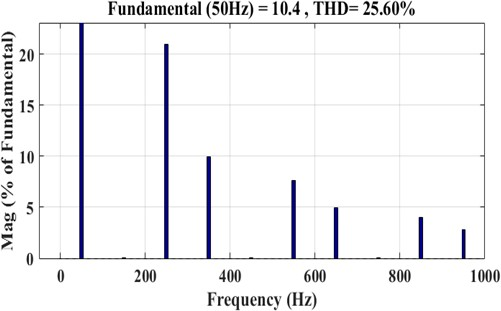 Fundamental (50Hz) = 10.4 , THD= 25.60%
Mag (% of Fundamental)
20
15
10
5
0
0 200 400 600 800 1000
Frequency (Hz)